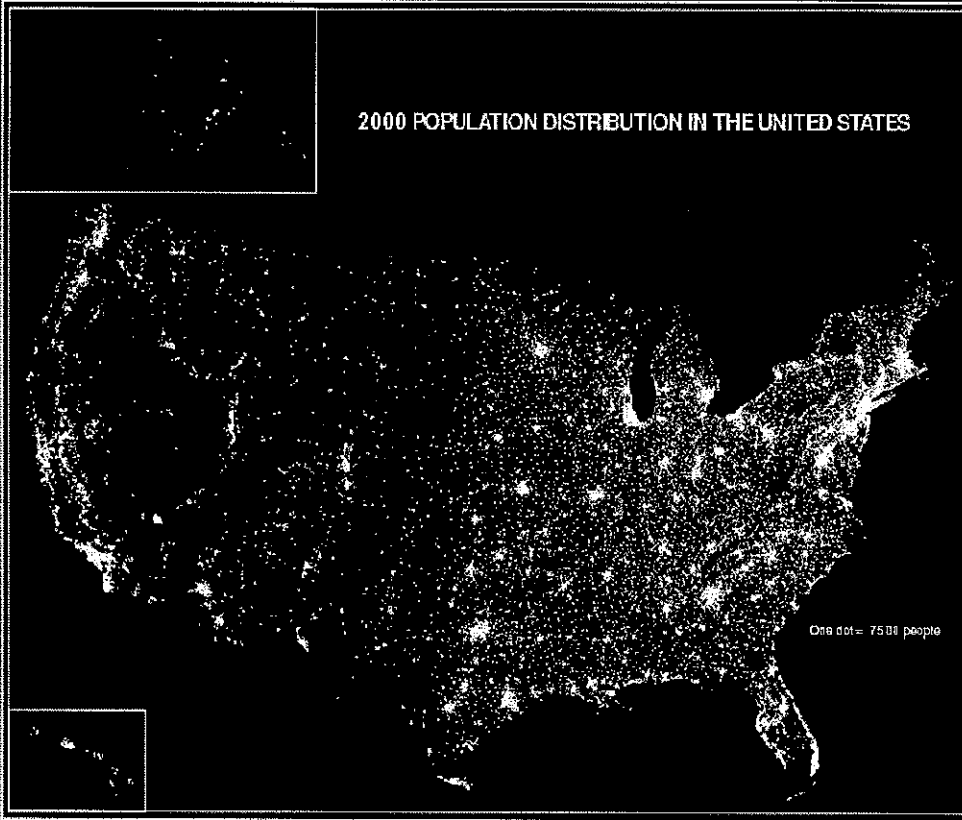 2000 POPULATION DISTRIBUTION IN THE UNITED STATES
One dot = 7500 people